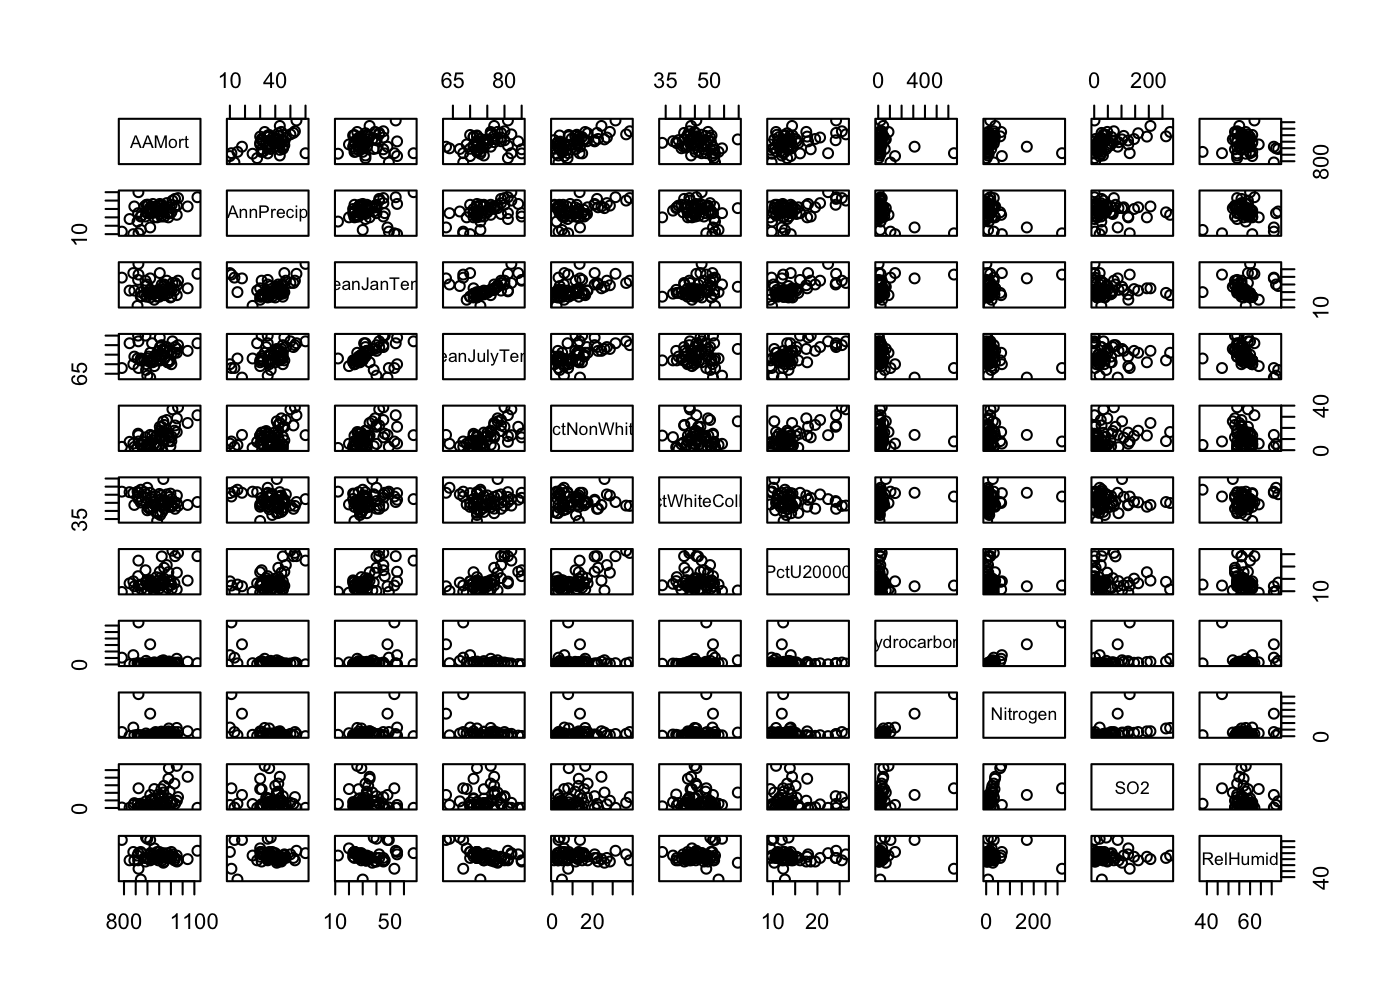 10 40 65 80 35 50 0 400 0 200
AAMort 800
10 AnnPrecip
eanJanTer 10
65 eanJulyTer
ctNonWhit 0 40
35 ctWhiteColl
PctU20000 10
0 ydrocarbor
Nitrogen 0
0 SO2
RelHumid 40
800 1100 10 50 0 20 10 20 0 200 40 60